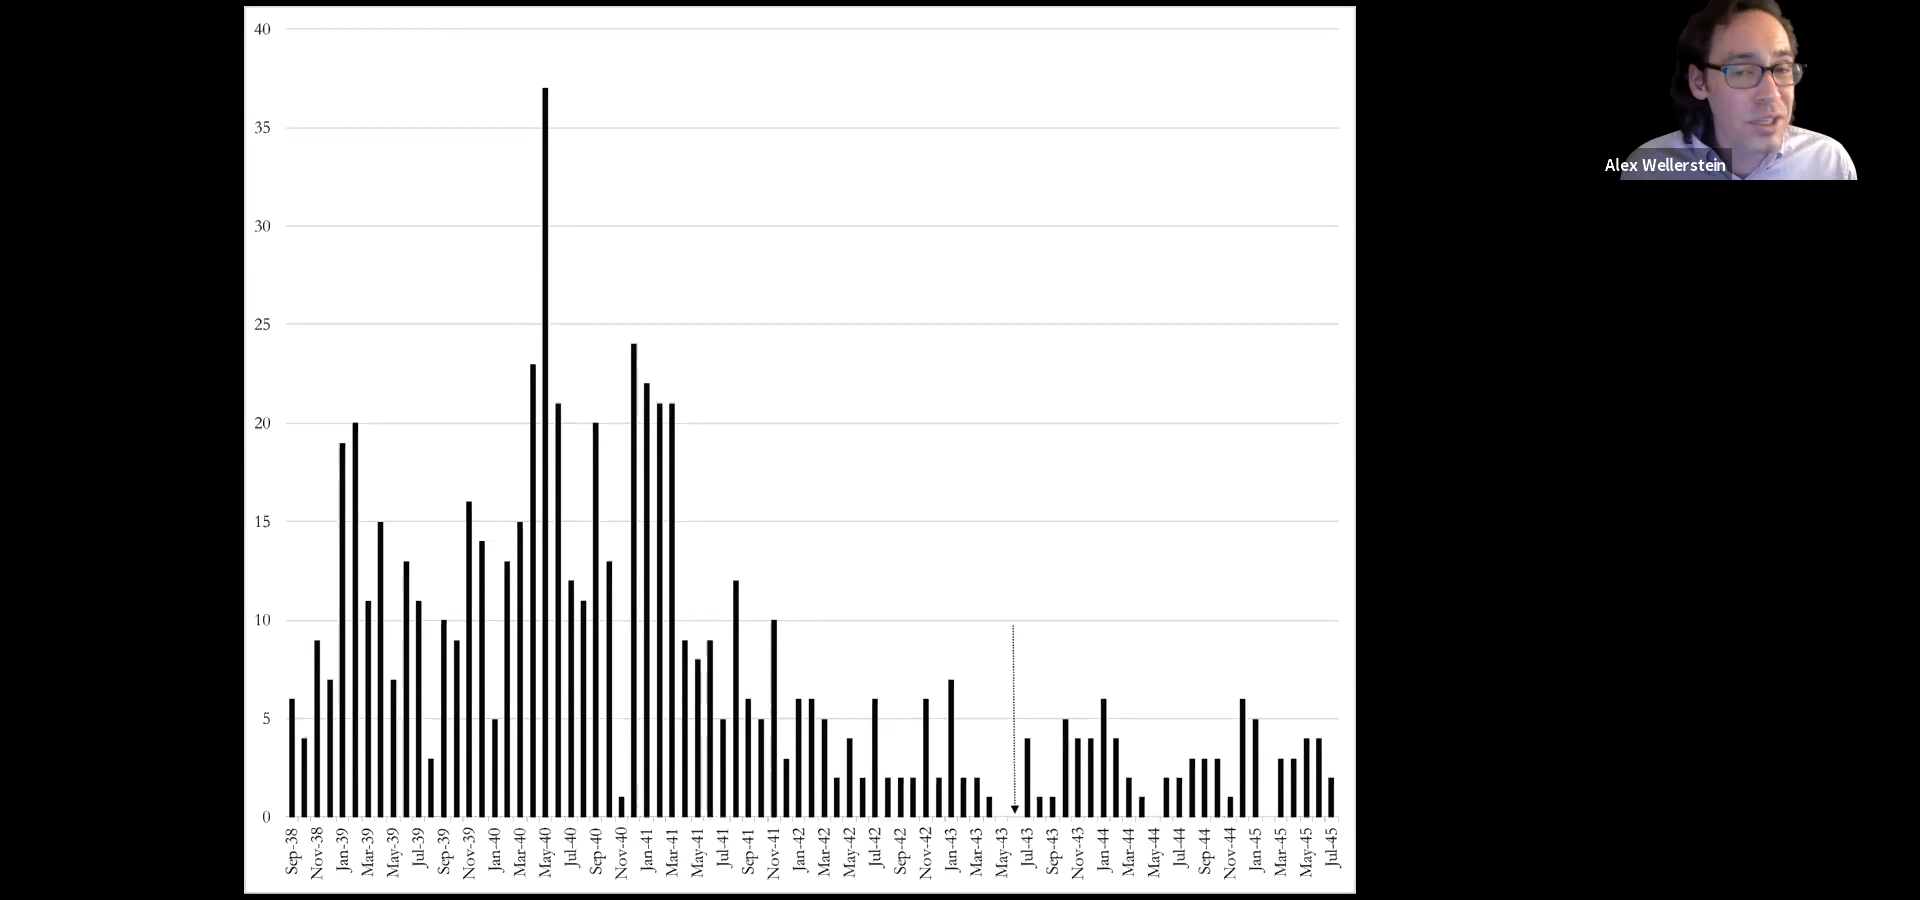 40
35
30
25
20
15
10
5
0
Sep-38
Nov-38
Jan-39
Mar-39
May-39
Jul-39
Sep-39
Nov-39
Jan-40
Mar-40
May-40
Jul-40
Sep-40
Nov-40
Jan-41
Mar-41
May-41
Jul-41
Sep-41
Nov-41
Jan-42
Mar-42
May-42
Jul-42
Sep-42
Nov-42
Jan-43
Mar-43
May-43
Jul-43
Sep-43
Nov-43
Jan-44
Mar-44
May-44
Jul-44
Sep-44
Nov-44
Jan-45
Mar-45
May-45
Jul-45
Alex Wellerstein